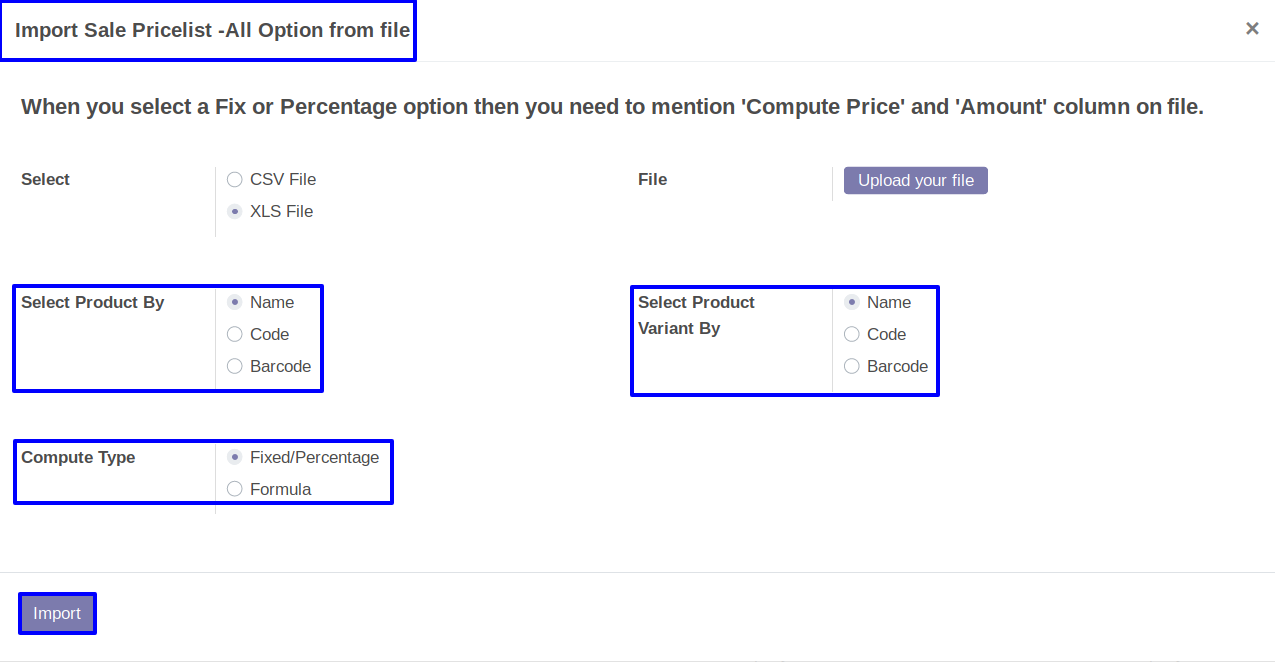 Import Sale Pricelist -All Option from file ×
When you select a Fix or Percentage option then you need to mention 'Compute Price' and 'Amount' column on file.
Select
CSV File
XLS File
File
Upload your file
Select Product By
Name
Code
Barcode
Select Product
Variant By
Name
Code
Barcode
Compute Type
Fixed/Percentage
Formula
Import